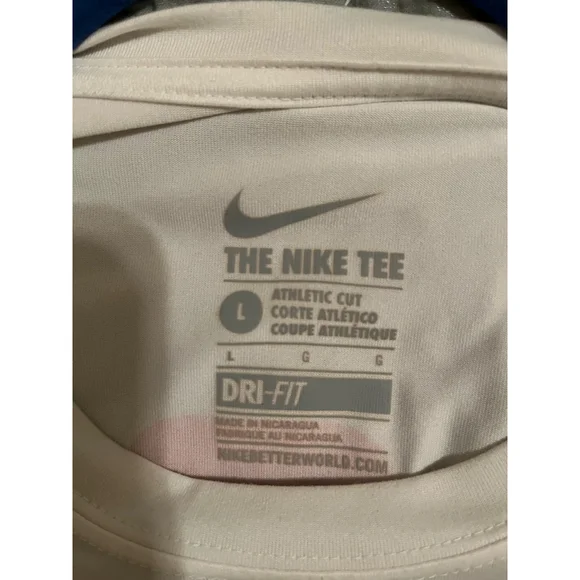 THE NIKE TEE
L
ATHLETIC CUT
CORTE ATLÉTICO
COUPE ATHLÉTIQUE
L G G
DRI-FIT
MADE IN NICARAGUA
FABRIQUÉ AU NICARAGUA
NIKEBETTERWORLD.COM